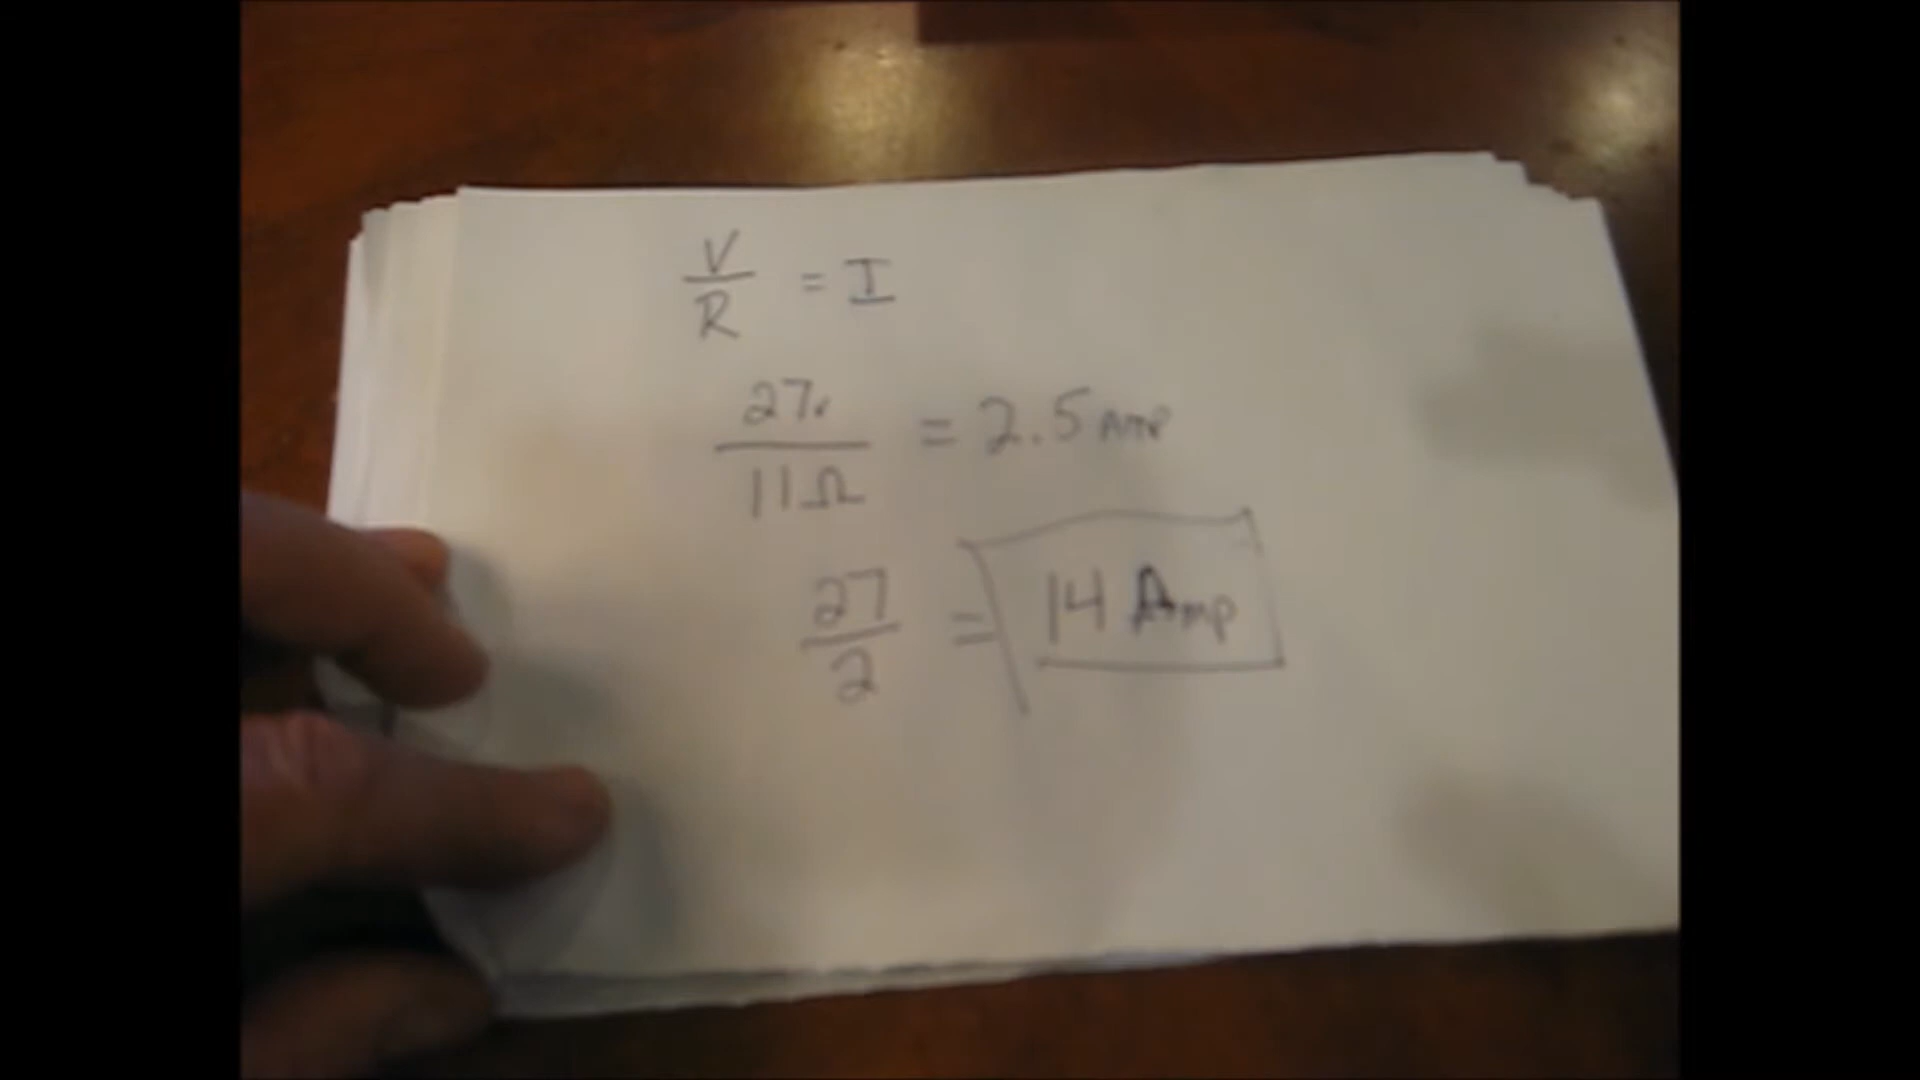 V/R = I
27v/11Ω = 2.5 Amp
27/2 = 14 Amp